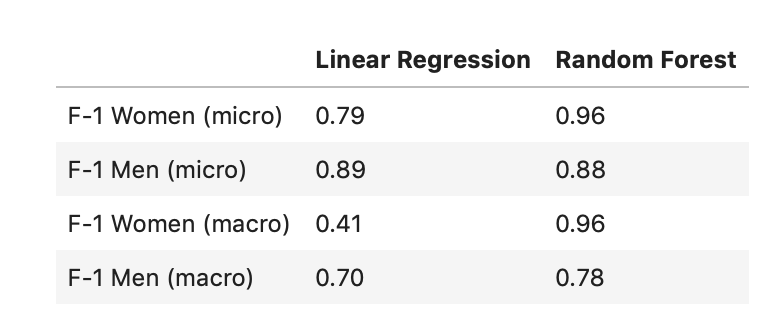 Linear Regression Random Forest
F-1 Women (micro) 0.79 0.96
F-1 Men (micro) 0.89 0.88
F-1 Women (macro) 0.41 0.96
F-1 Men (macro) 0.70 0.78